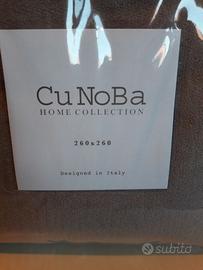 CuNoBa
HOME COLLECTION
260x260
Designed in Italy
subito